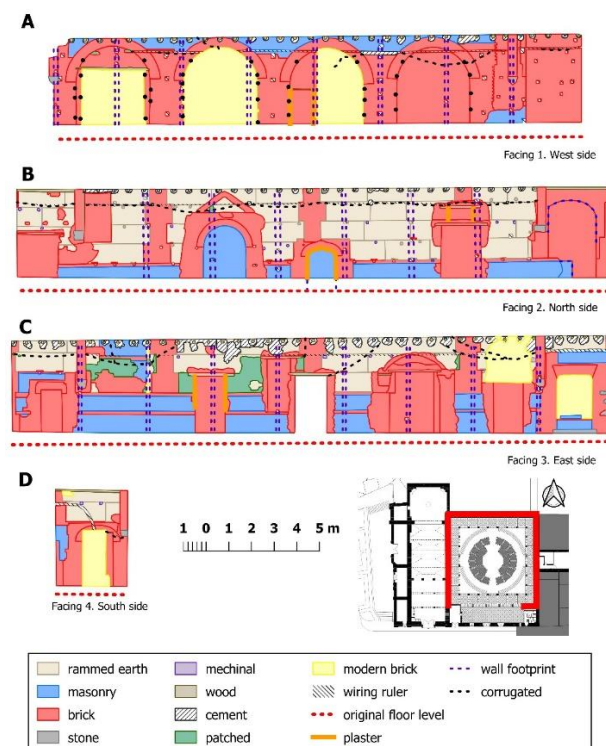 A
Facing 1. West side
B
Facing 2. North side
C
Facing 3. East side
D
Facing 4. South side
1 0 1 2 3 4 5 m
rammed earth mechinal modern brick wall footprint
masonry wood wiring ruler corrugated
brick cement original floor level
stone patched plaster